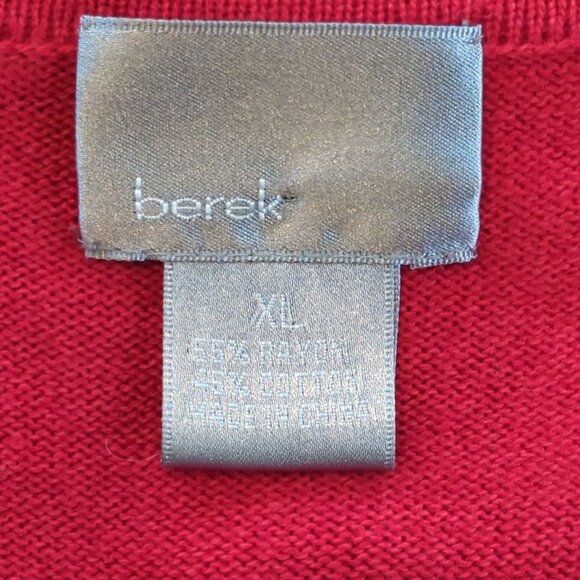 berek
XL
55% RAYON
45% COTTON
MADE IN CHINA